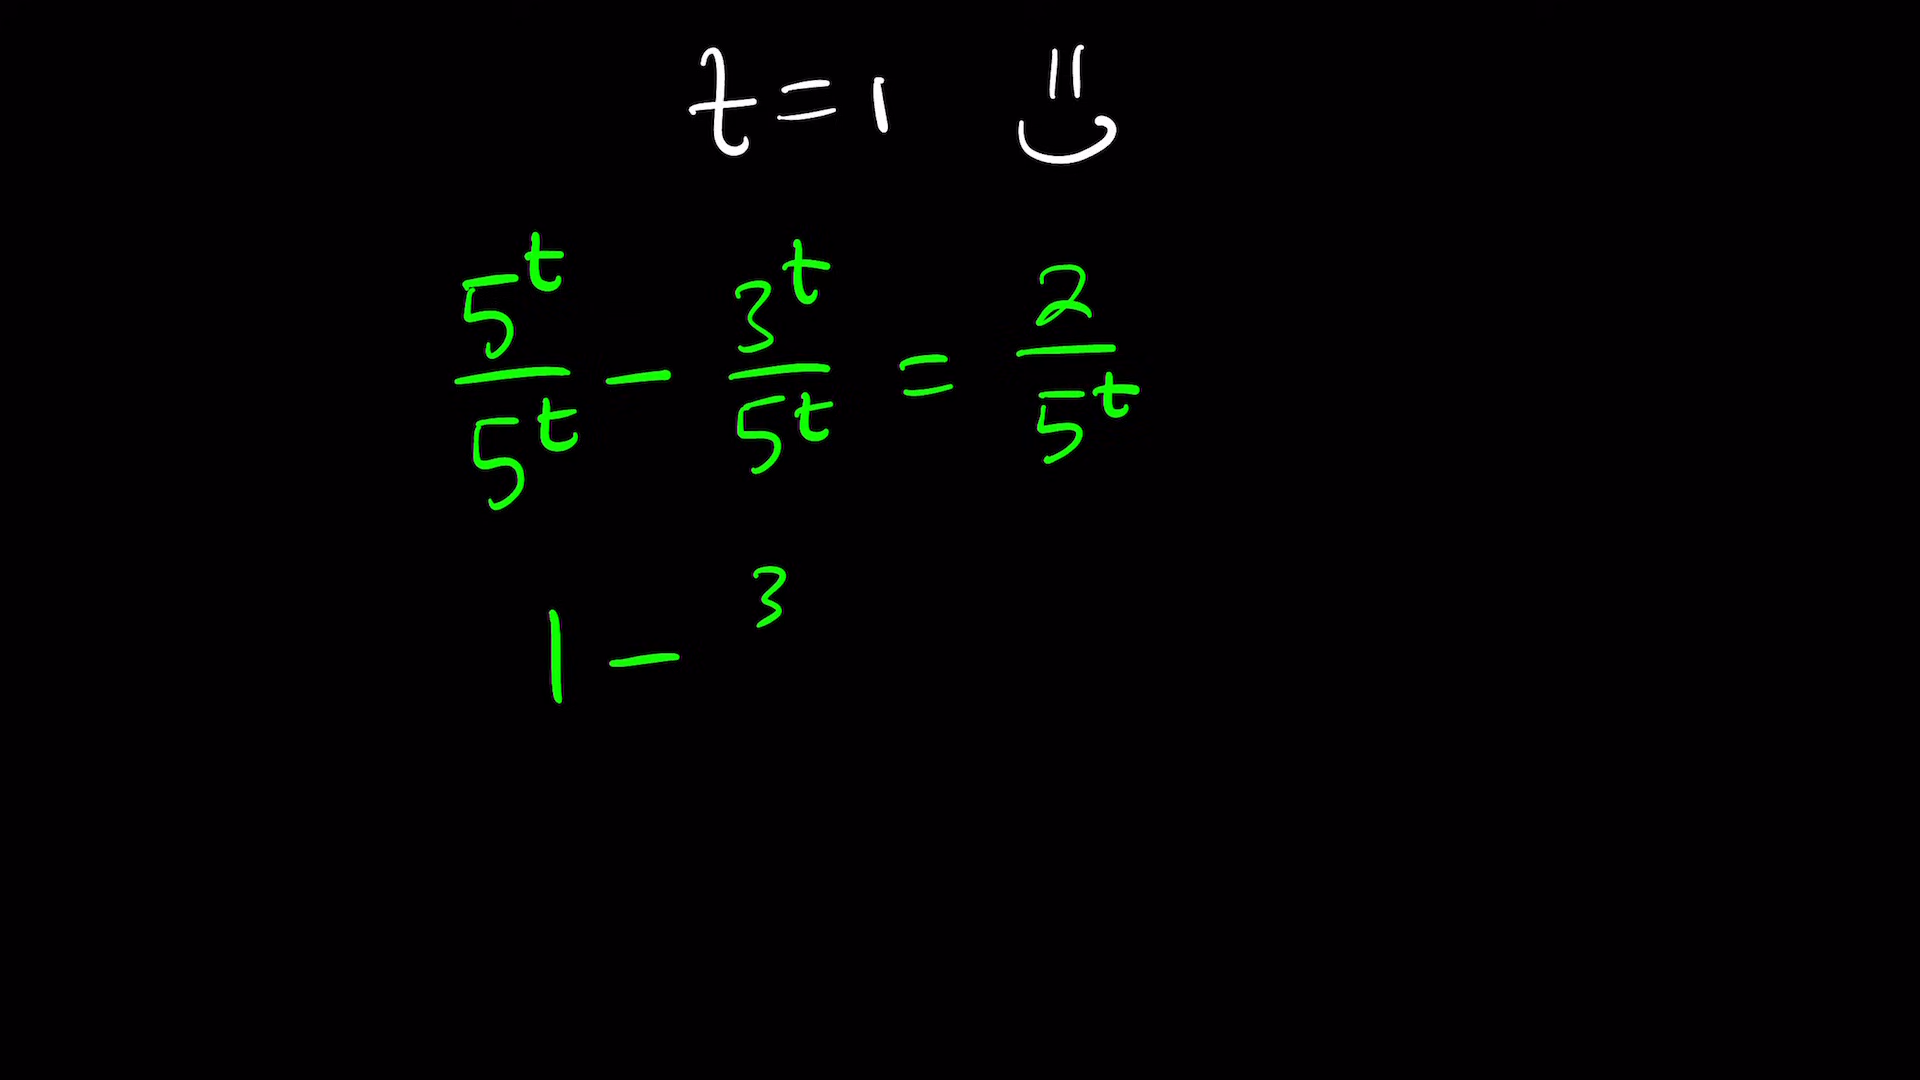 t = 1
5^t/5^t - 3^t/5^t = 2/5^t
1 - 3